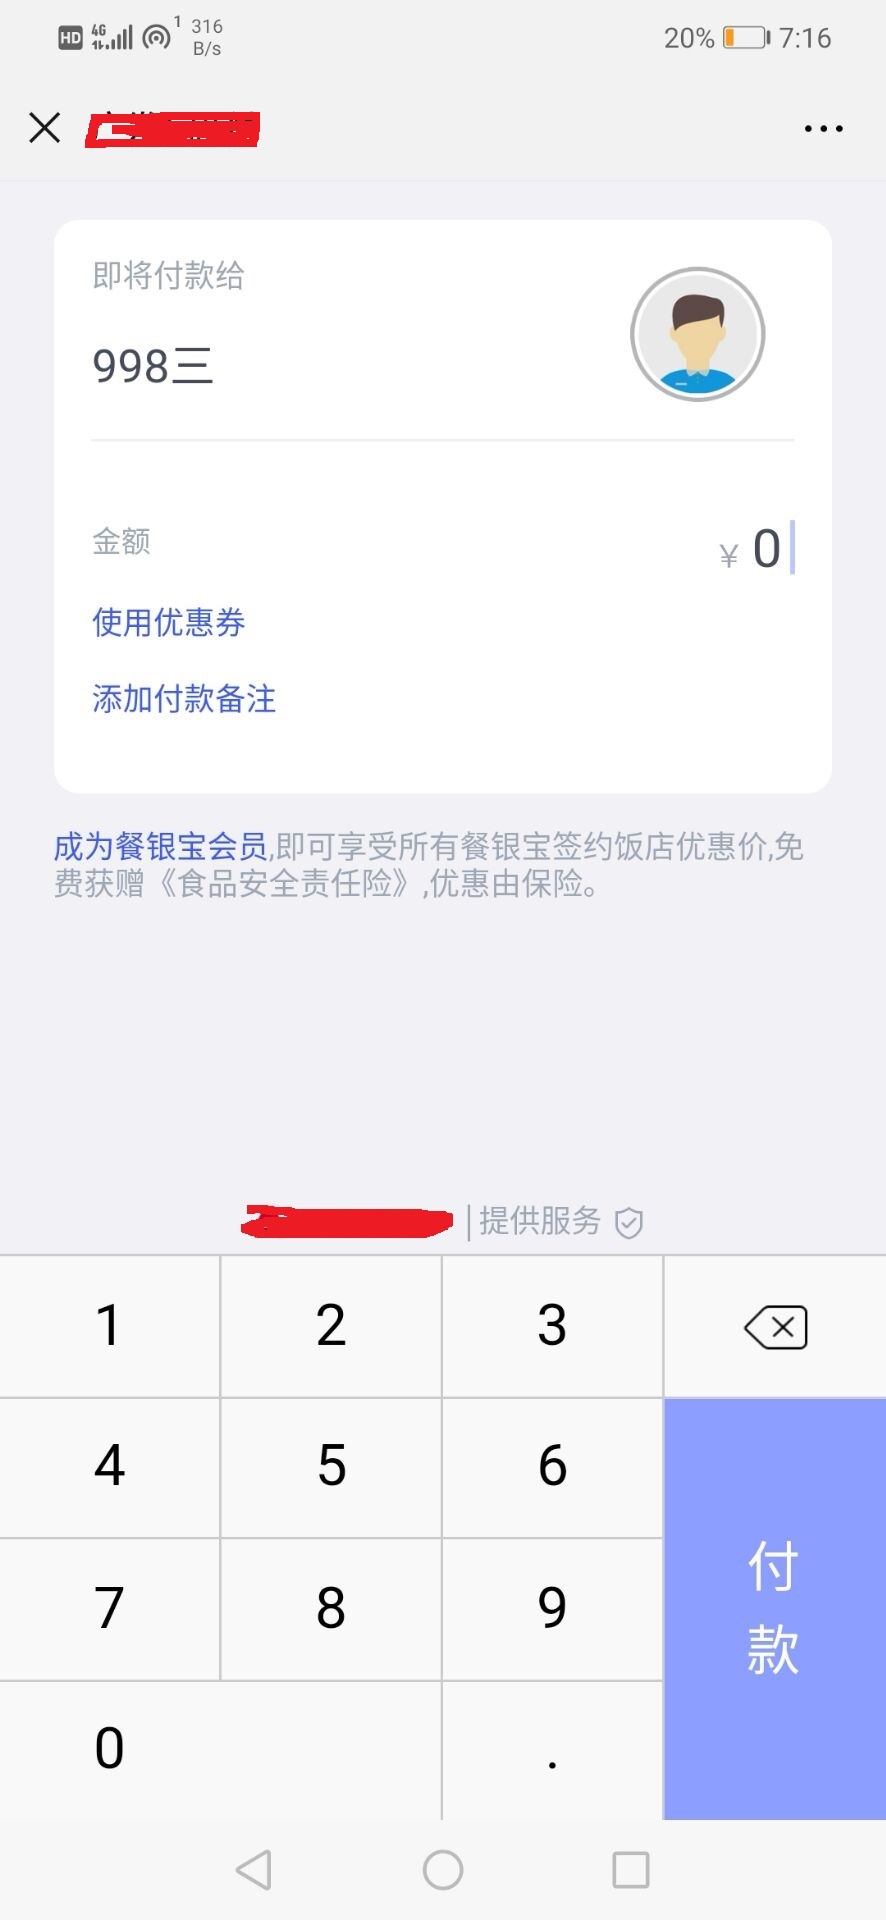 HD 4G 1 316 B/s 20% 7:16
即将付款给
998三
金额 ¥ 0
使用优惠券
添加付款备注
成为餐银宝会员,即可享受所有餐银宝签约饭店优惠价,免
费获赠《食品安全责任险》,优惠由保险。
提供服务
1 2 3
4 5 6
7 8 9
付款
0 .